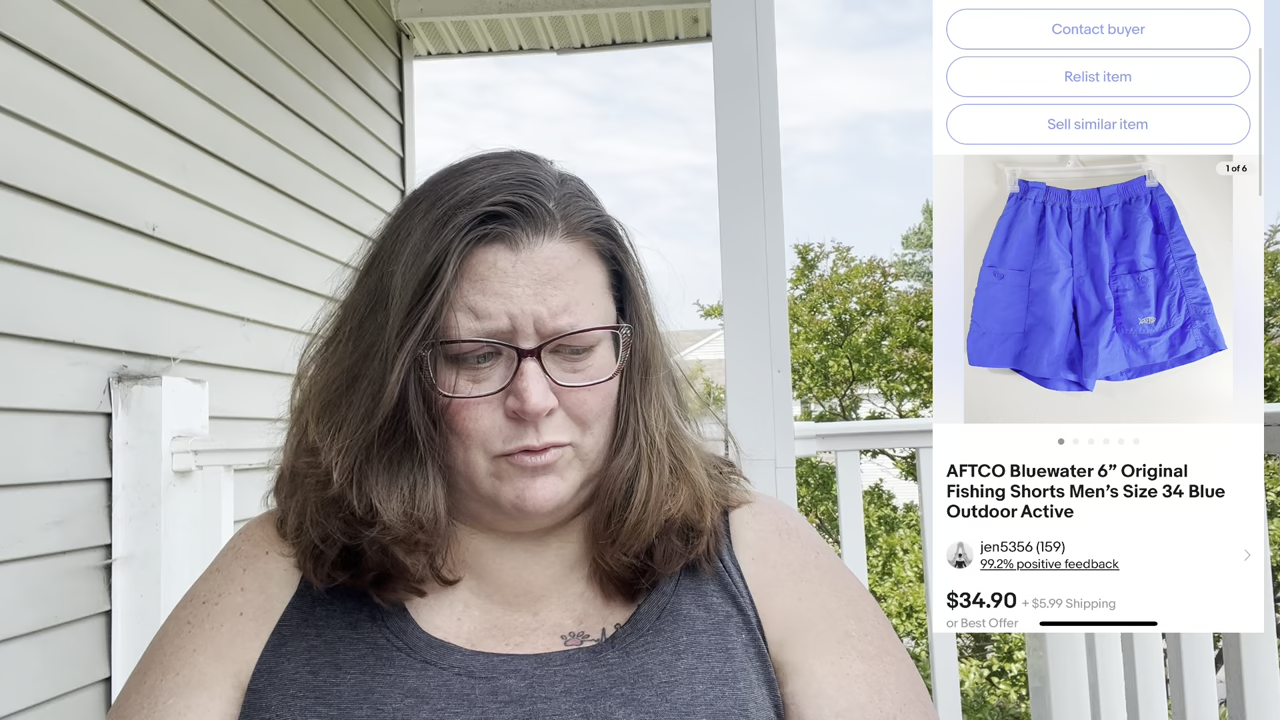 Contact buyer
Relist item
Sell similar item
1 of 6
AFTCO Bluewater 6” Original
Fishing Shorts Men’s Size 34 Blue
Outdoor Active
jen5356 (159)
99.2% positive feedback
$34.90 + $5.99 Shipping
or Best Offer